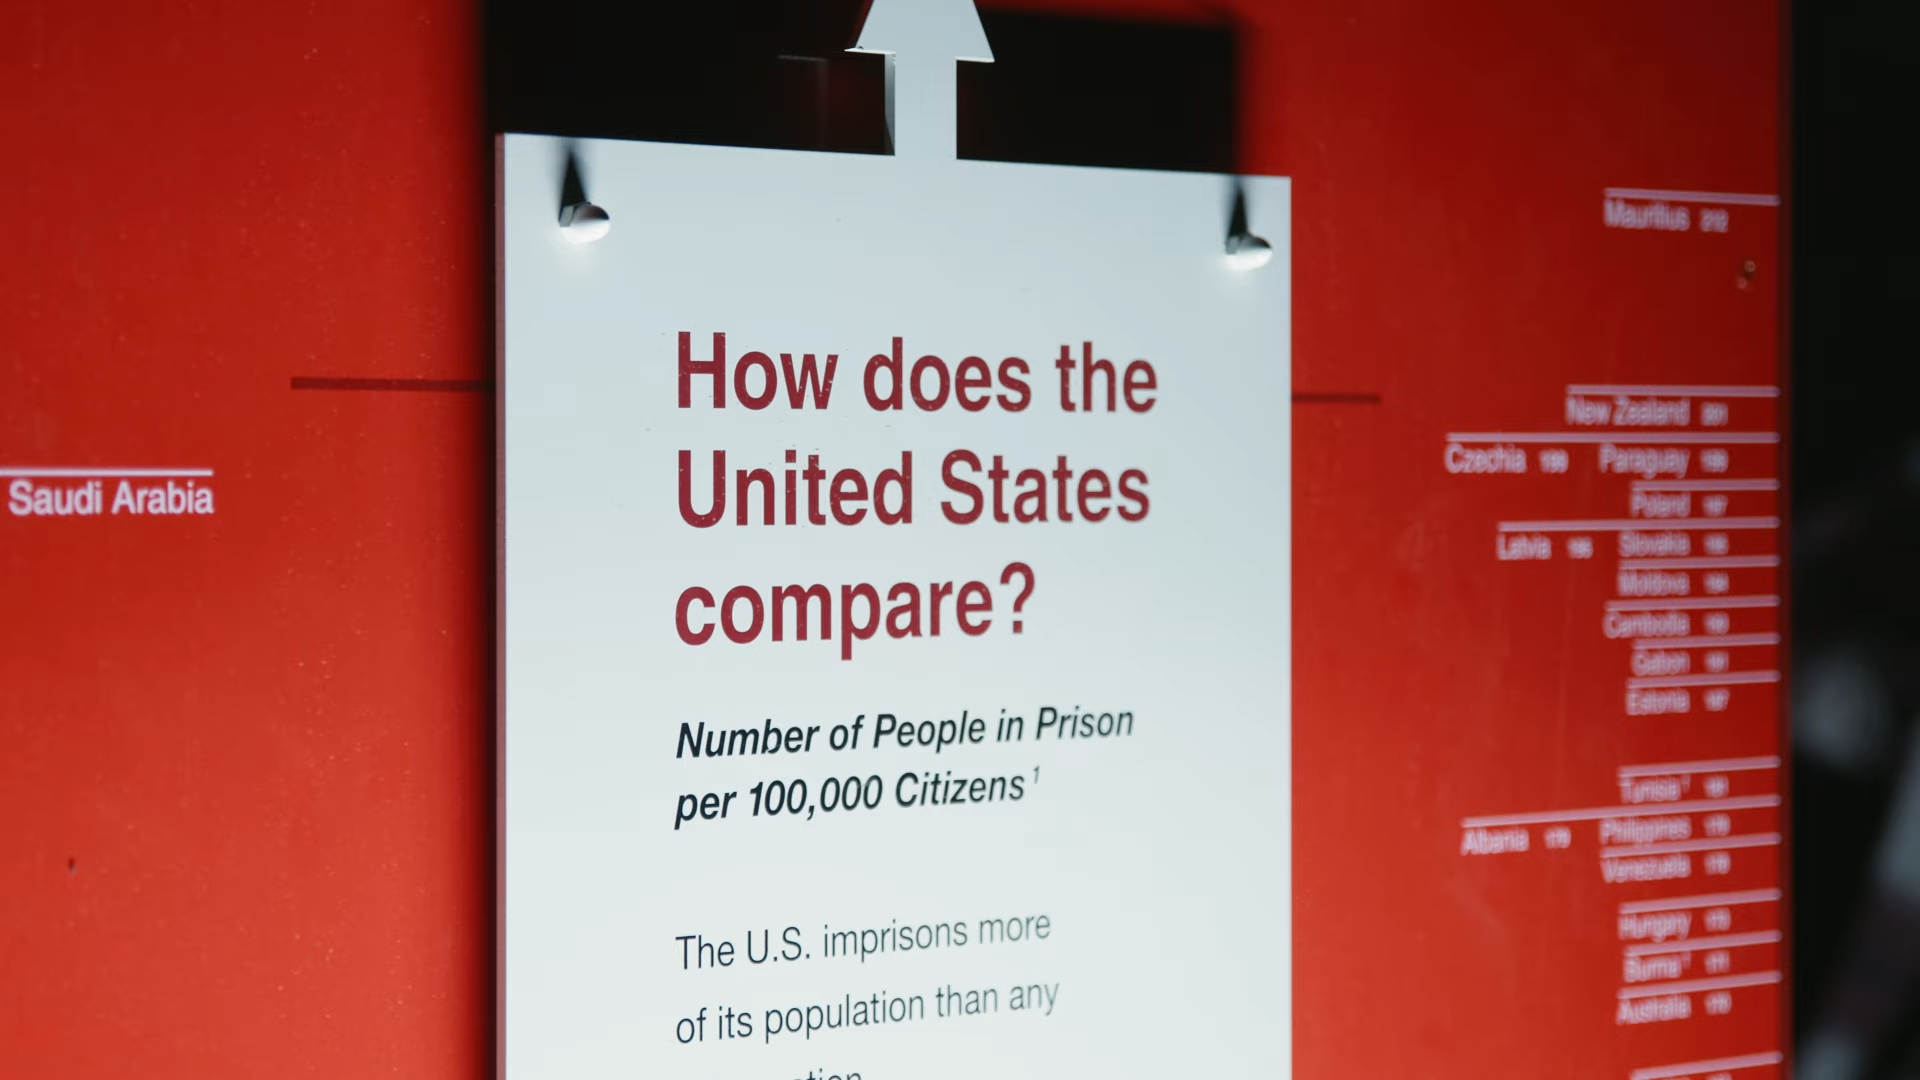 Saudi Arabia
How does the
United States
compare?
Number of People in Prison
per 100,000 Citizens¹
The U.S. imprisons more
of its population than any
Mauritius 212
New Zealand
Czechia Paraguay
Poland
Latvia Slovakia
Moldova
Cambodia
Gabon
Estonia
Tunisia
Albania Philippines
Venezuela
Hungary
Burma
Australia